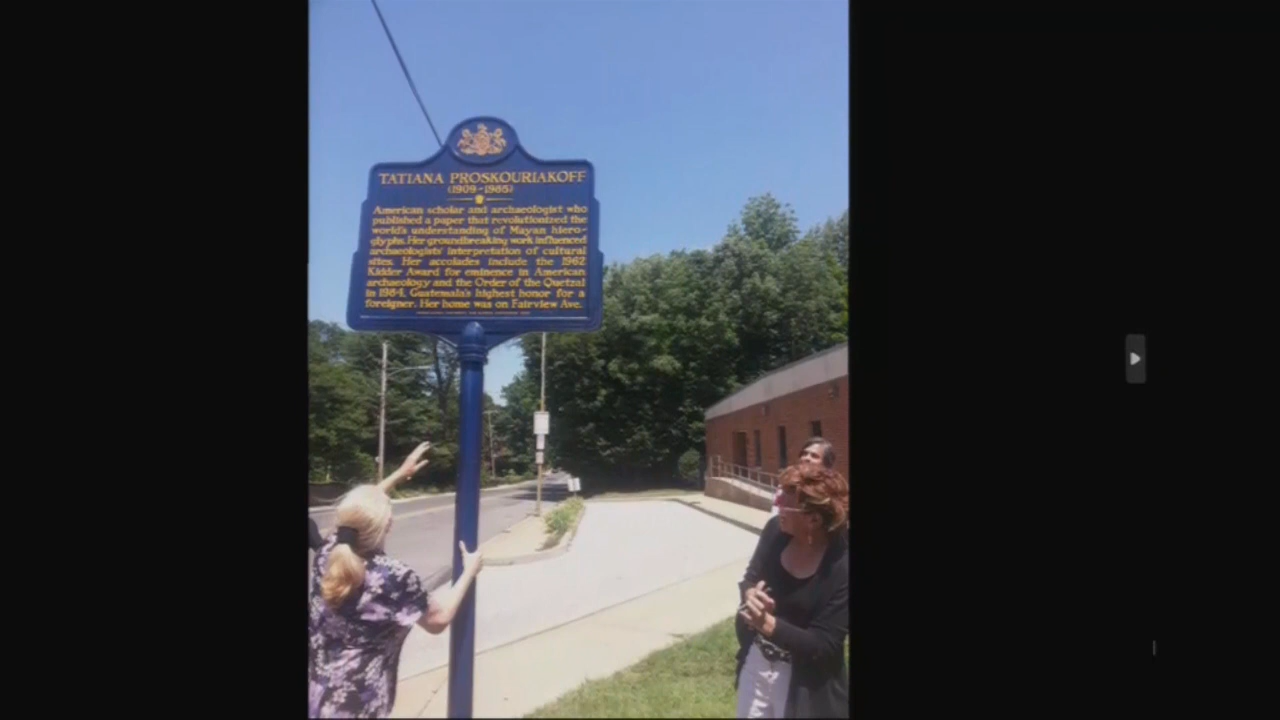 TATIANA PROSKOURIAKOFF
(1909-1985)
American scholar and archaeologist who
published a paper that revolutionized the
world's understanding of Mayan hiero-
glyphs. Her groundbreaking work influenced
archaeologists' interpretation of cultural
sites. Her accolades include the 1962
Kidder Award for eminence in American
archaeology and the Order of the Quetzal
in 1984, Guatemala's highest honor for a
foreigner. Her home was on Fairview Ave.